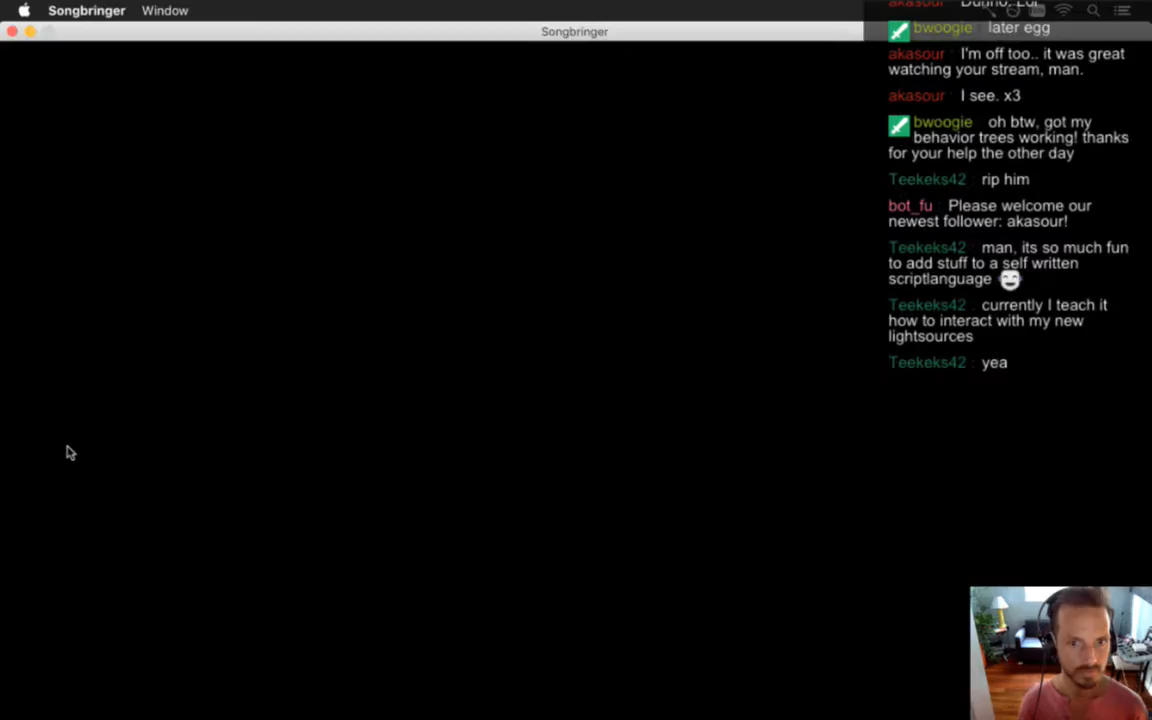 Songbringer Window
Songbringer
akasour Dunno. Lol
bwoogie later egg
akasour I'm off too.. it was great
watching your stream, man.
akasour I see. x3
bwoogie oh btw, got my
behavior trees working! thanks
for your help the other day
Teekeks42 : rip him
bot_fu Please welcome our
newest follower: akasour!
Teekeks42 : man, its so much fun
to add stuff to a self written
scriptlanguage
Teekeks42 : currently I teach it
how to interact with my new
lightsources
Teekeks42 : yea